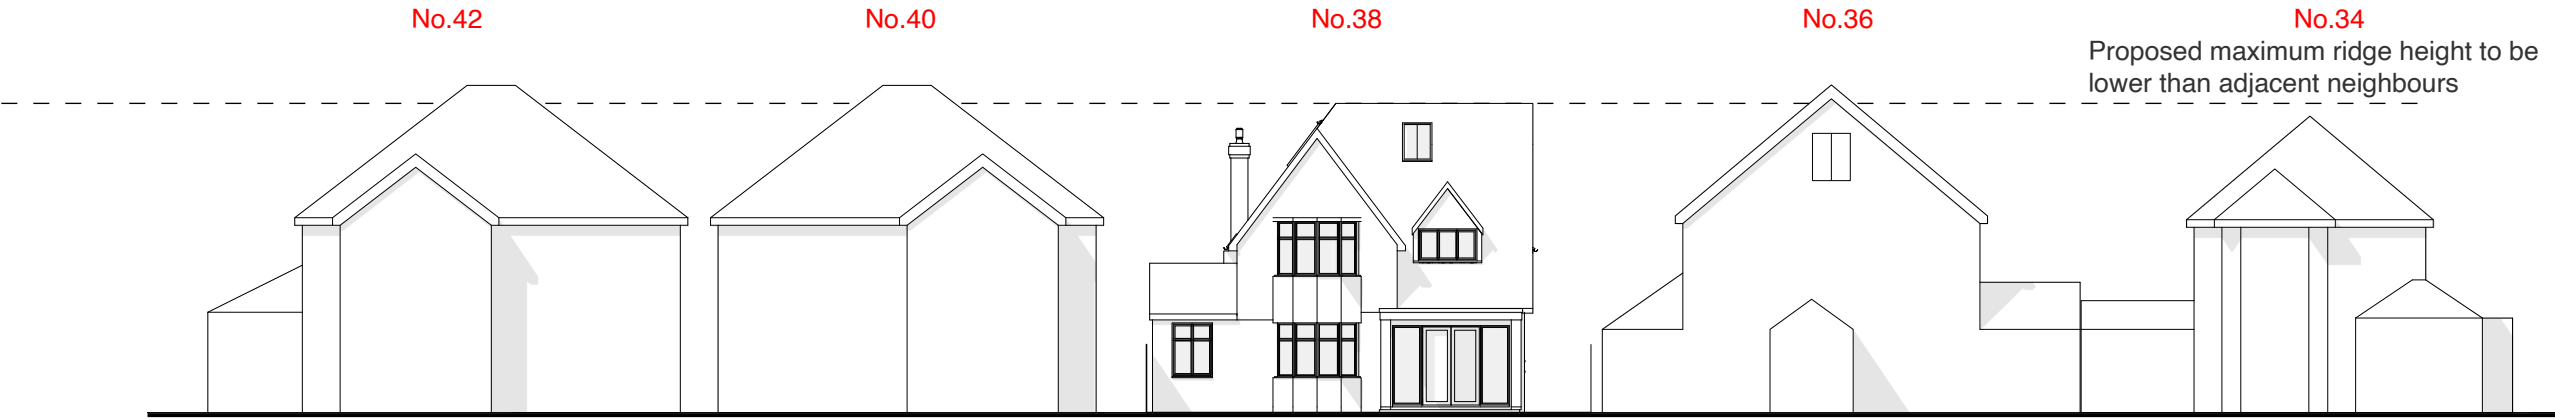 No.42
No.40
No.38
No.36
No.34
Proposed maximum ridge height to be
lower than adjacent neighbours